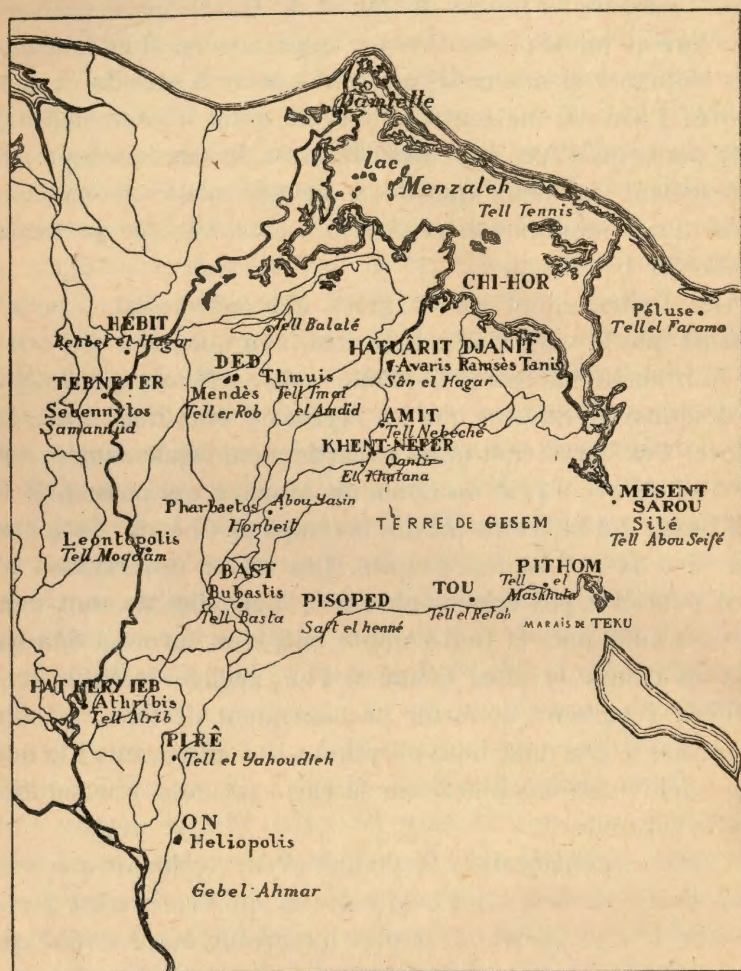 Damiette
lac
Menzaleh
Tell Tennis
CHI-HOR
Péluse
Tell el Farama
HEBIT
Behbet el Hagar
Tell Balalé
DED
Mendès
Tell er Rob
Thmuis
Tell Tmaï
el Amdid
HATUÂRIT DJANIT
Avaris Ramsès Tanis
Sân el Hagar
TEBNETER
Sebennytos
Samannûd
AMIT
Tell Nebeché
KHENT-NEFER
Qantir
El Khatana
Pharbaetos
Abou Yasin
Horbeit
MESENT
SAROU
Silé
Tell Abou Seifé
TERRE DE GESEM
Leontopolis
Tell Moqdam
BAST
Bubastis
Tell Basta
PISOPED
Saft el henné
TOU
Tell el Retab
PITHOM
Tell el
Maskhuta
MARAIS DE TEKU
HAT HERY IEB
Athribis
Tell Atrib
PI RÊ
Tell el Yahoudieh
ON
Heliopolis
Gebel Ahmar